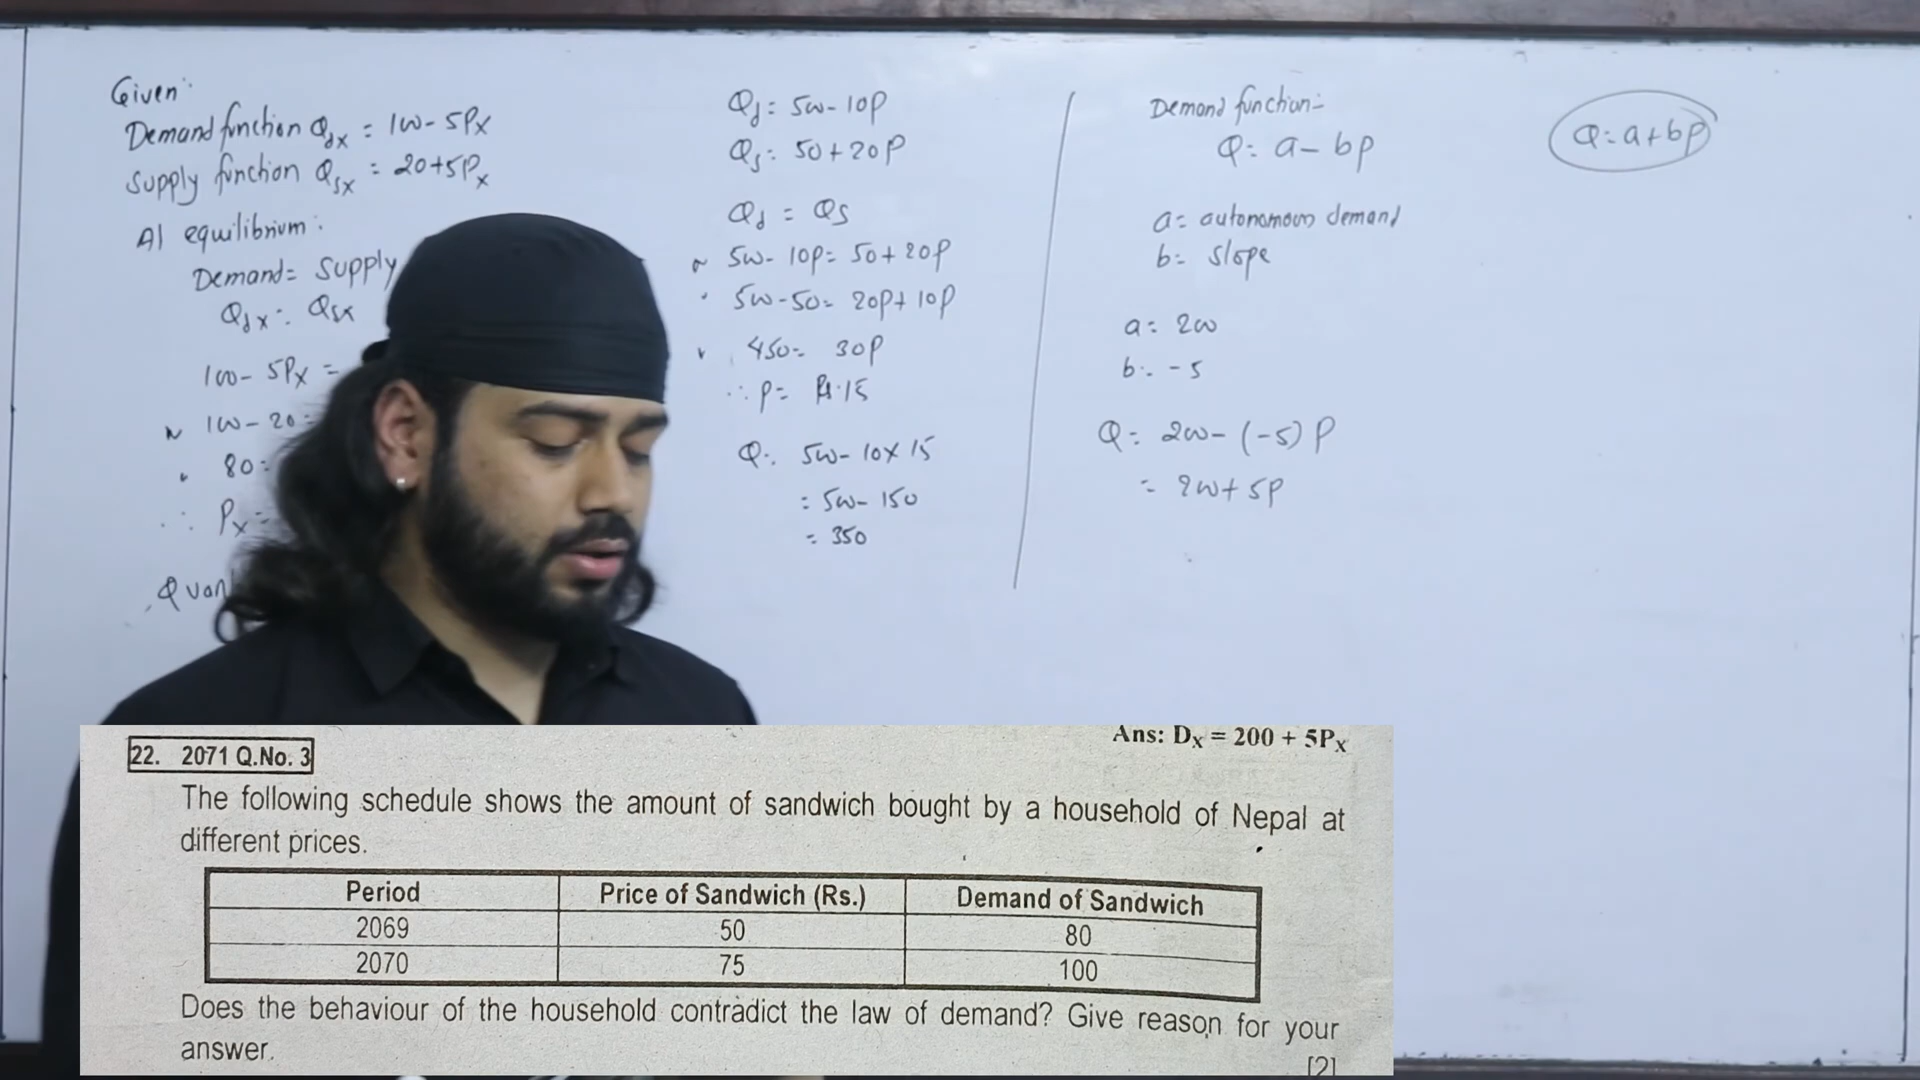 Given:
Demand function Qdx = 100 - 5Px
Supply function Qsx = 20+5Px
At equilibrium:
Demand = Supply
Qdx = Qsx
100 - 5Px =
100 - 20 =
80 =
∴ Px =
Qd = 500 - 10P
Qs = 50 + 20P
Qd = QS
or 500 - 10P = 50 + 20P
500 - 50 = 20P + 10P
450 = 30P
∴ P = Rs. 15
Q = 500 - 10 × 15
= 500 - 150
= 350
Demand function:-
Q = a - bp
a = autonomous demand
b = slope
a = 200
b = -5
Q = 200 - (-5) P
= 200 + 5P
Q = a + bp
Ans: Dx = 200 + 5Px
22. 2071 Q.No. 3
The following schedule shows the amount of sandwich bought by a household of Nepal at
different prices.
Period Price of Sandwich (Rs.) Demand of Sandwich
2069 50 80
2070 75 100
Does the behaviour of the household contradict the law of demand? Give reason for your
answer.
[2]